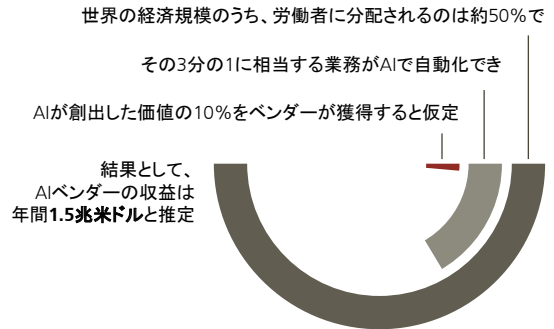 世界の経済規模のうち、労働者に分配されるのは約50%で
その3分の1に相当する業務がAIで自動化でき
AIが創出した価値の10%をベンダーが獲得すると仮定
結果として、
AIベンダーの収益は
年間1.5兆米ドルと推定